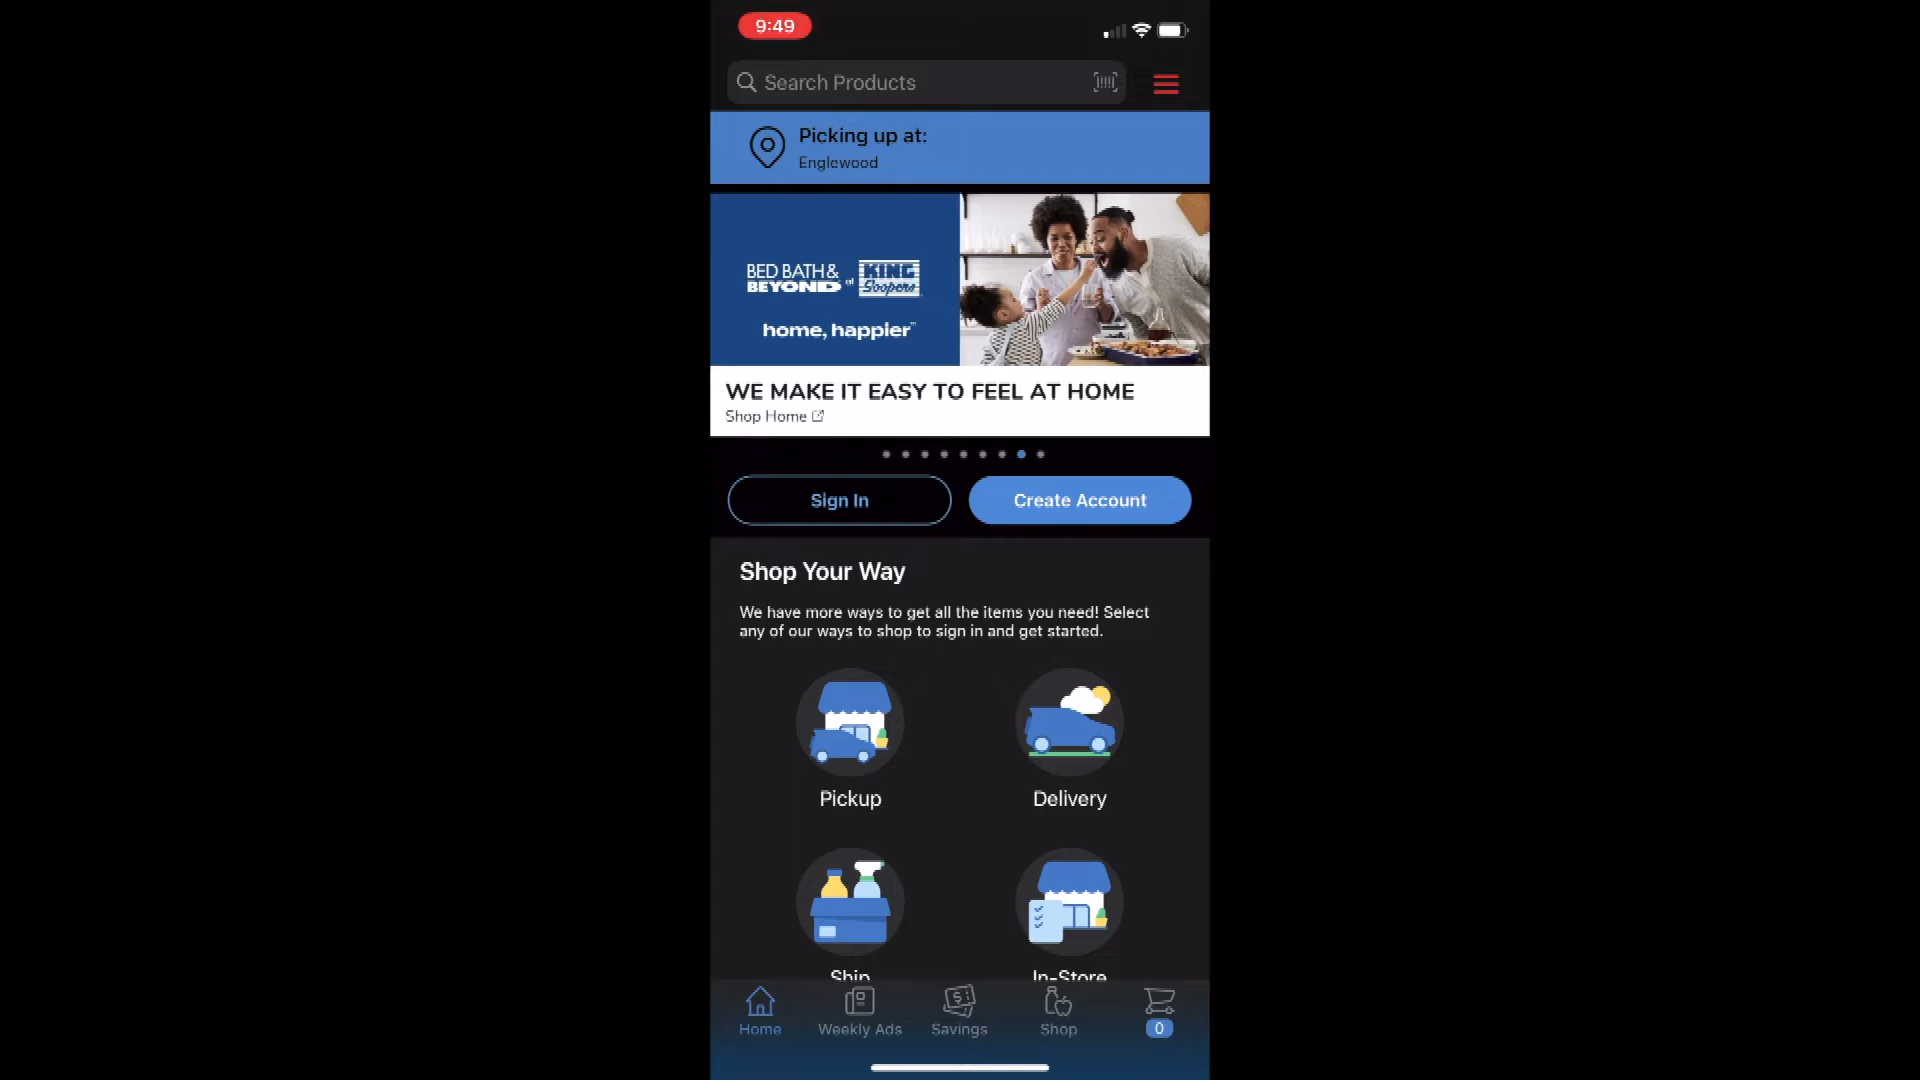 9:49
Search Products
Picking up at:
Englewood
BED BATH &
BEYOND at KING Soopers
home, happier™
WE MAKE IT EASY TO FEEL AT HOME
Shop Home
Sign In
Create Account
Shop Your Way
We have more ways to get all the items you need! Select
any of our ways to shop to sign in and get started.
Pickup
Delivery
Ship
In-Store
Home
Weekly Ads
Savings
Shop
0